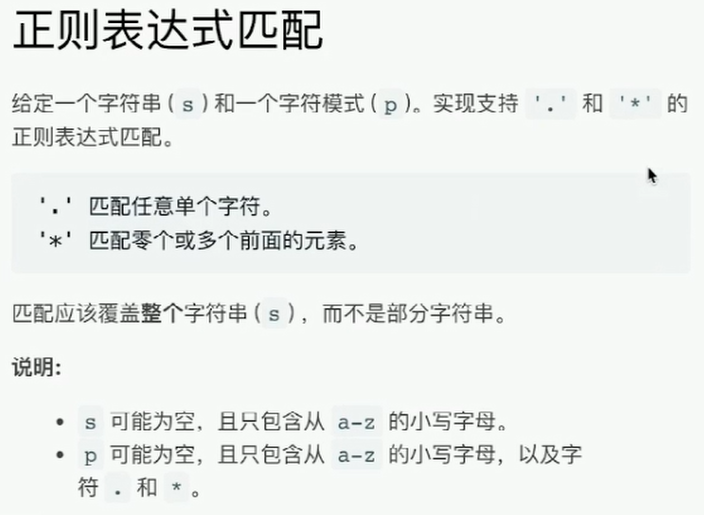 正则表达式匹配
给定一个字符串(s)和一个字符模式(p)。实现支持 '.' 和 '*' 的
正则表达式匹配。
'.' 匹配任意单个字符。
'*' 匹配零个或多个前面的元素。
匹配应该覆盖整个字符串(s)，而不是部分字符串。
说明:
• s 可能为空，且只包含从 a-z 的小写字母。
• p 可能为空，且只包含从 a-z 的小写字母，以及字
符 . 和 *。